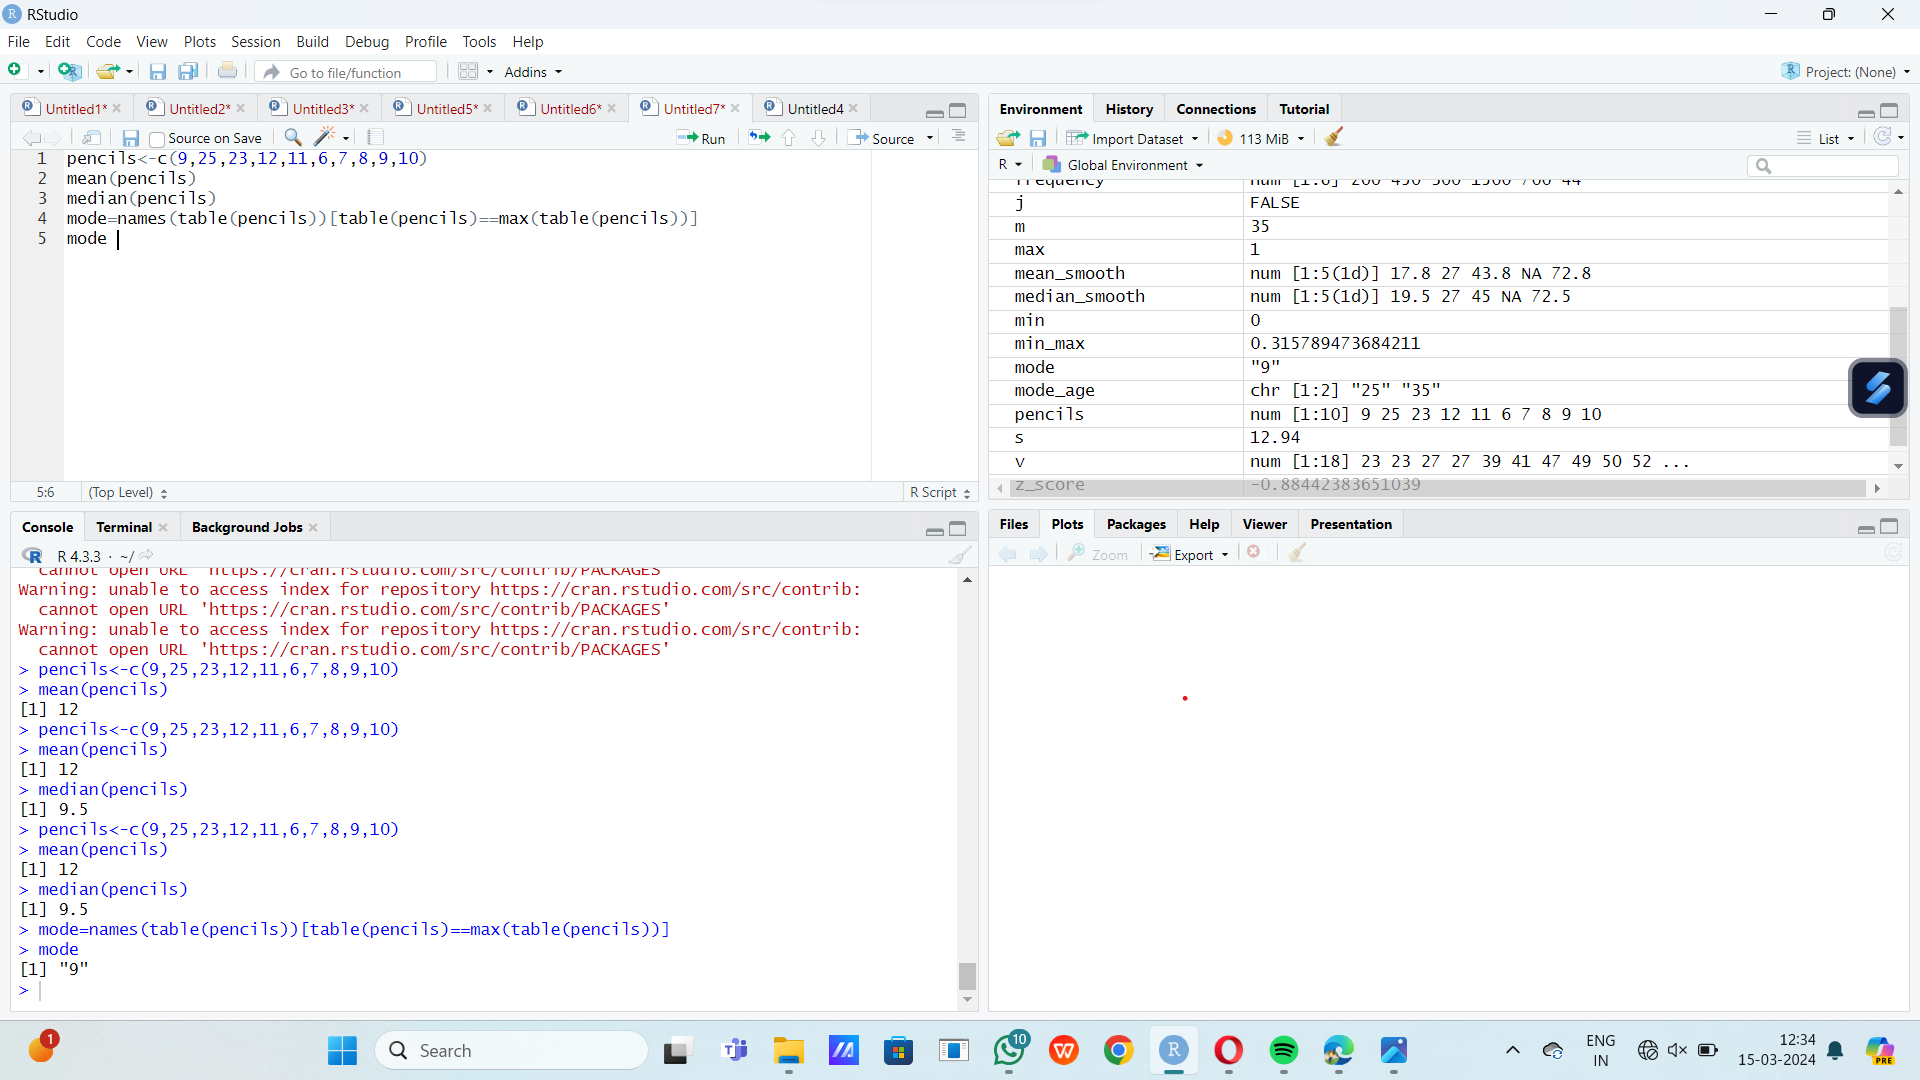 RStudio
File Edit Code View Plots Session Build Debug Profile Tools Help
Go to file/function Addins Project: (None)
Untitled1* Untitled2* Untitled3* Untitled5* Untitled6* Untitled7* Untitled4
Source on Save Run Source
1 pencils<-c(9,25,23,12,11,6,7,8,9,10)
2 mean(pencils)
3 median(pencils)
4 mode=names(table(pencils))[table(pencils)==max(table(pencils))]
5 mode
5:6 (Top Level) R Script
Console Terminal Background Jobs
R 4.3.3 · ~/
cannot open URL 'https://cran.rstudio.com/src/contrib/PACKAGES'
Warning: unable to access index for repository https://cran.rstudio.com/src/contrib:
cannot open URL 'https://cran.rstudio.com/src/contrib/PACKAGES'
Warning: unable to access index for repository https://cran.rstudio.com/src/contrib:
cannot open URL 'https://cran.rstudio.com/src/contrib/PACKAGES'
> pencils<-c(9,25,23,12,11,6,7,8,9,10)
> mean(pencils)
[1] 12
> pencils<-c(9,25,23,12,11,6,7,8,9,10)
> mean(pencils)
[1] 12
> median(pencils)
[1] 9.5
> pencils<-c(9,25,23,12,11,6,7,8,9,10)
> mean(pencils)
[1] 12
> median(pencils)
[1] 9.5
> mode=names(table(pencils))[table(pencils)==max(table(pencils))]
> mode
[1] "9"
>
Environment History Connections Tutorial
Import Dataset 113 MiB List
R Global Environment
frequency num [1:6] 200 450 300 1500 700 44
j FALSE
m 35
max 1
mean_smooth num [1:5(1d)] 17.8 27 43.8 NA 72.8
median_smooth num [1:5(1d)] 19.5 27 45 NA 72.5
min 0
min_max 0.315789473684211
mode "9"
mode_age chr [1:2] "25" "35"
pencils num [1:10] 9 25 23 12 11 6 7 8 9 10
s 12.94
v num [1:18] 23 23 27 27 39 41 47 49 50 52 ...
z_score -0.88442383651039
Files Plots Packages Help Viewer Presentation
Zoom Export
1 Search 10 ENG 12:34
IN 15-03-2024 PRE